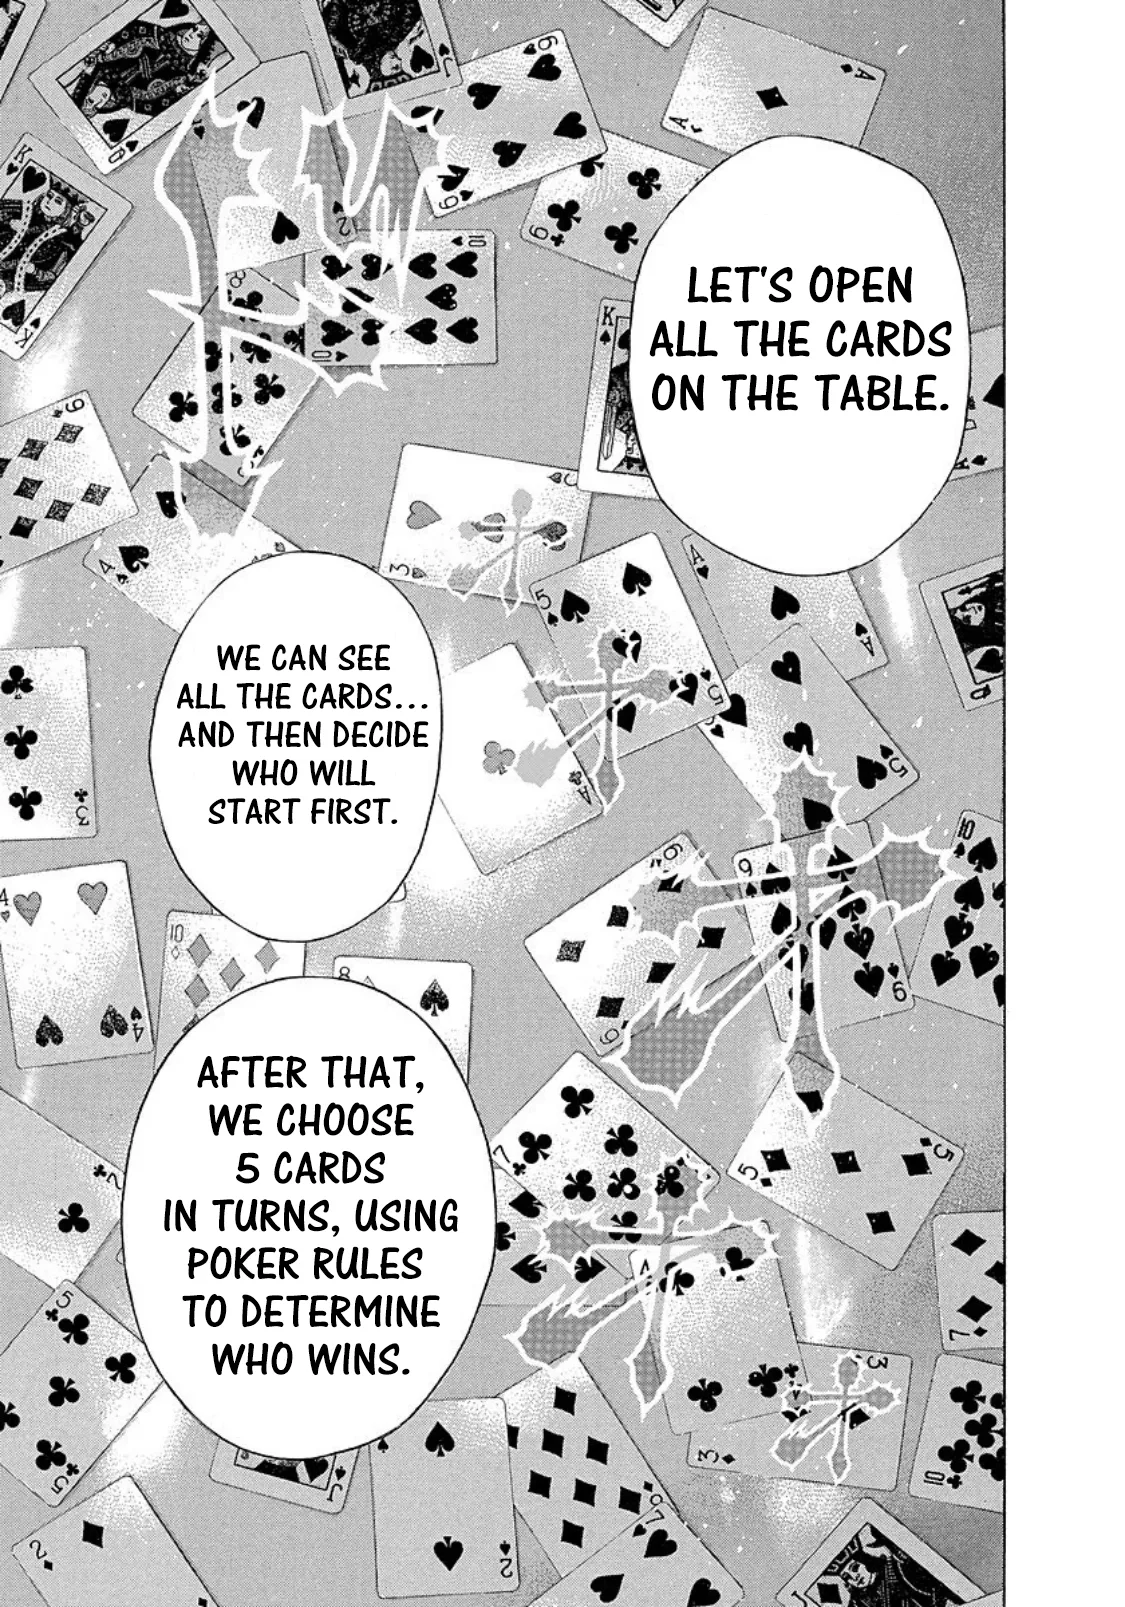 LET'S OPEN
ALL THE CARDS
ON THE TABLE.
WE CAN SEE
ALL THE CARDS...
AND THEN DECIDE
WHO WILL
START FIRST.
AFTER THAT,
WE CHOOSE
5 CARDS
IN TURNS, USING
POKER RULES
TO DETERMINE
WHO WINS.